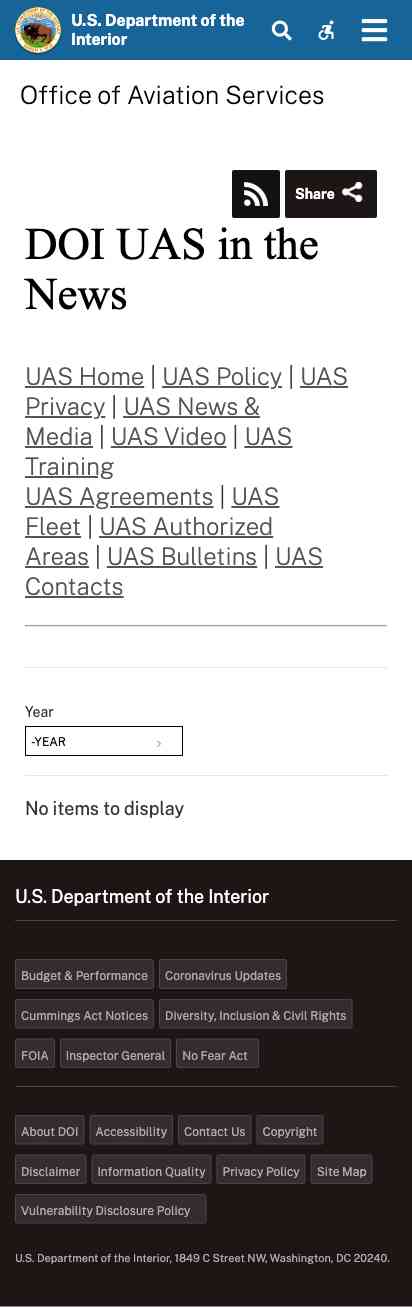 U.S. Department of the
Interior
Office of Aviation Services
Share
DOI UAS in the
News
UAS Home | UAS Policy | UAS
Privacy | UAS News &
Media | UAS Video | UAS
Training
UAS Agreements | UAS
Fleet | UAS Authorized
Areas | UAS Bulletins | UAS
Contacts
Year
-YEAR
No items to display
U.S. Department of the Interior
Budget & Performance Coronavirus Updates
Cummings Act Notices Diversity, Inclusion & Civil Rights
FOIA Inspector General No Fear Act
About DOI Accessibility Contact Us Copyright
Disclaimer Information Quality Privacy Policy Site Map
Vulnerability Disclosure Policy
U.S. Department of the Interior, 1849 C Street NW, Washington, DC 20240.